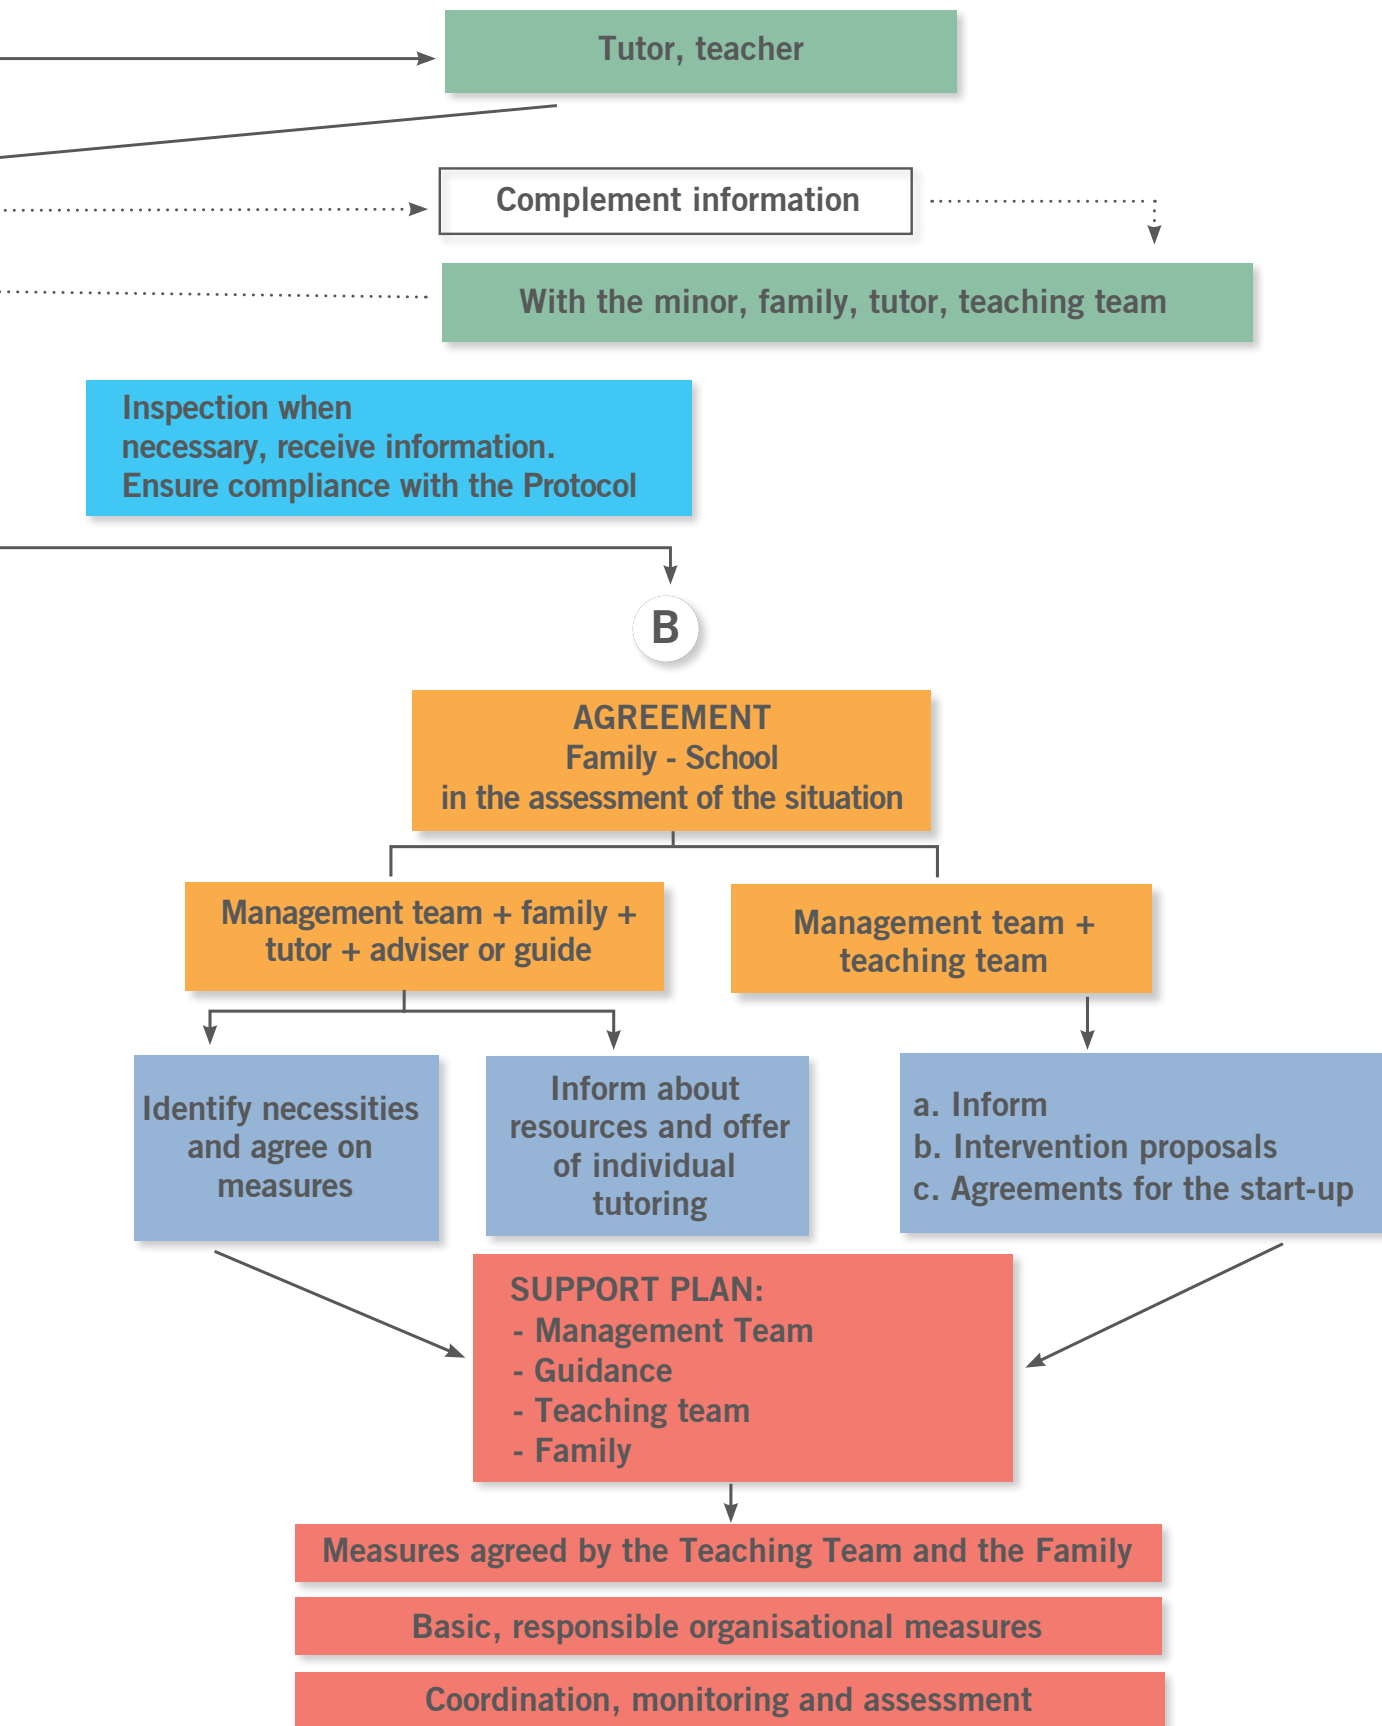 Tutor, teacher
Complement information
With the minor, family, tutor, teaching team
Inspection when
necessary, receive information.
Ensure compliance with the Protocol
B
AGREEMENT
Family - School
in the assessment of the situation
Management team + family +
tutor + adviser or guide
Management team +
teaching team
Identify necessities
and agree on
measures
Inform about
resources and offer
of individual
tutoring
a. Inform
b. Intervention proposals
c. Agreements for the start-up
SUPPORT PLAN:
- Management Team
- Guidance
- Teaching team
- Family
Measures agreed by the Teaching Team and the Family
Basic, responsible organisational measures
Coordination, monitoring and assessment